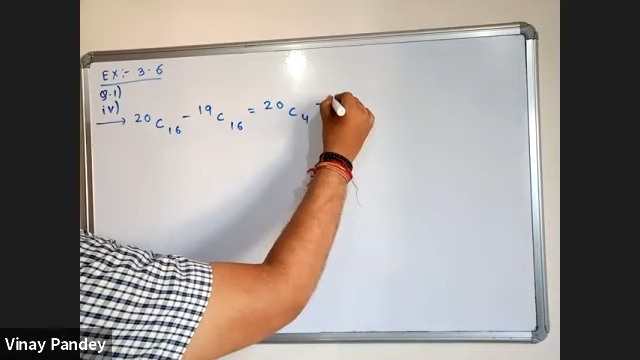 EX:- 3.6
Q.1)
iv)
→ ²⁰C₁₆ - ¹⁹C₁₆ = ²⁰C₄ -
Vinay Pandey